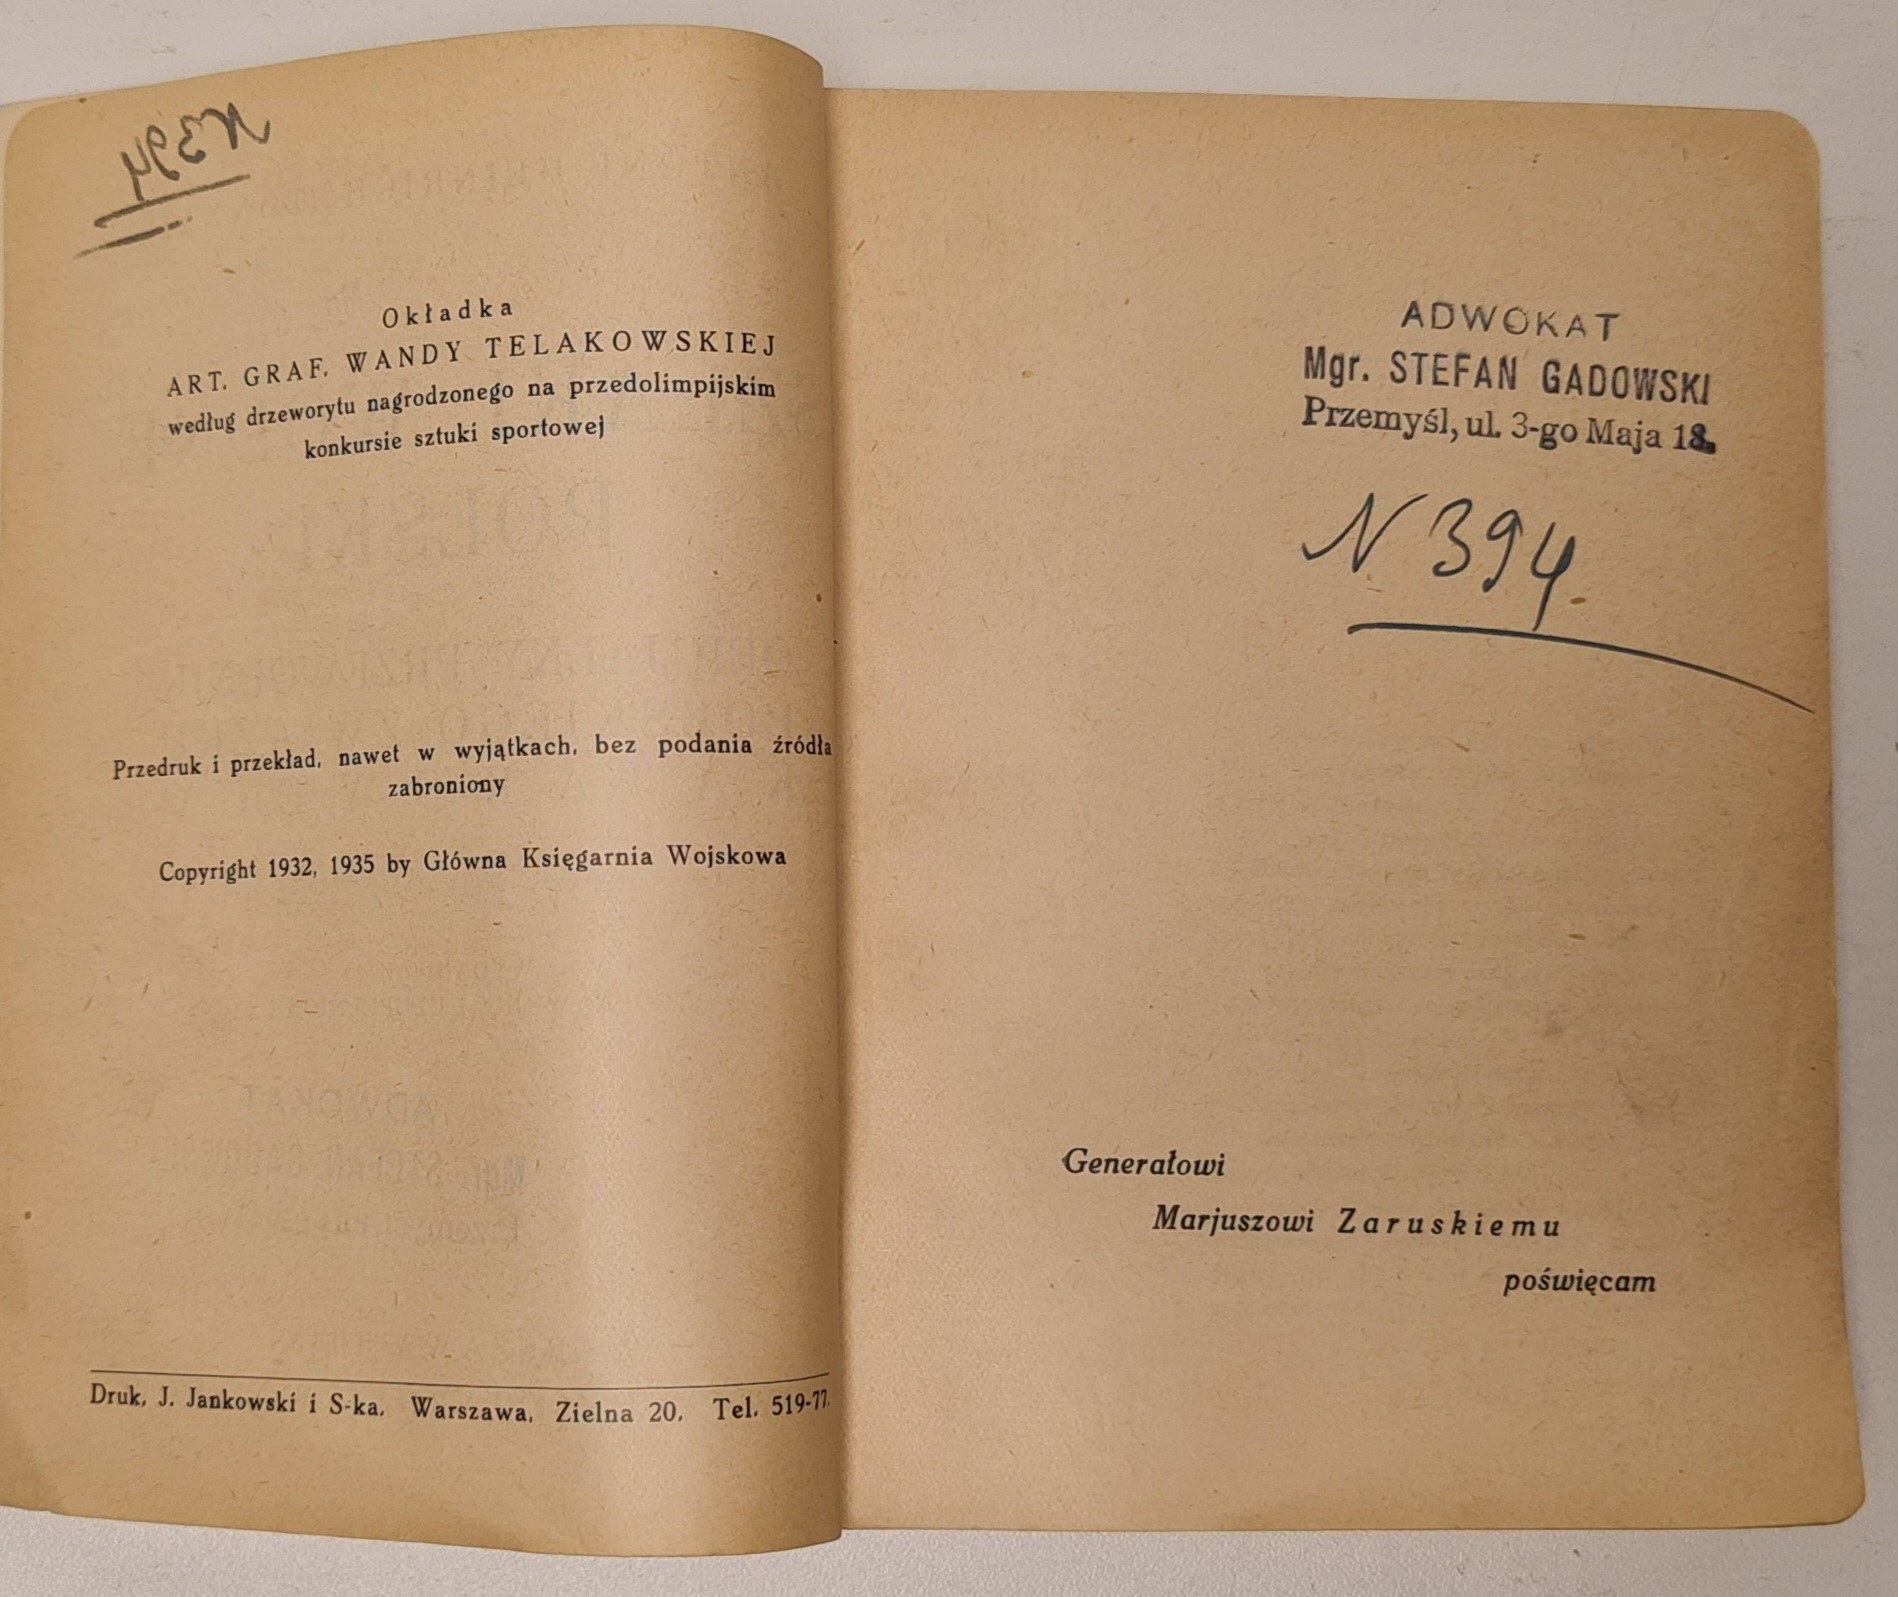 N 394
Okładka
ART. GRAF. WANDY TELAKOWSKIEJ
według drzeworytu nagrodzonego na przedolimpijskim
konkursie sztuki sportowej
Przedruk i przekład, nawet w wyjątkach, bez podania źródła
zabroniony
Copyright 1932, 1935 by Główna Księgarnia Wojskowa
Druk. J. Jankowski i S-ka. Warszawa, Zielna 20. Tel. 519-77.
ADWOKAT
Mgr. STEFAN GADOWSKI
Przemyśl, ul. 3-go Maja 18.
N 394.
Generałowi
Marjuszowi Zaruskiemu
poświęcam